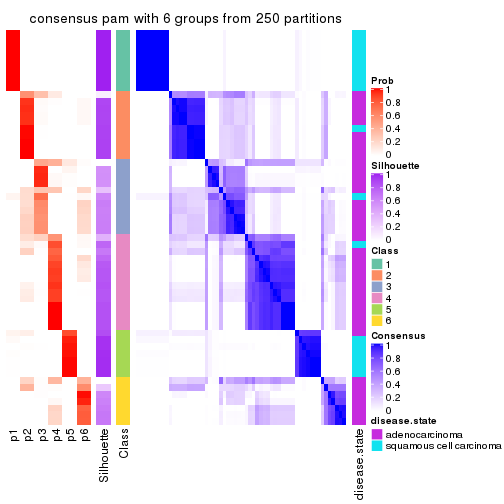 consensus pam with 6 groups from 250 partitions
Prob
1
0.8
0.6
0.4
0.2
0
Silhouette
1
0.8
0.6
0.4
0.2
0
Class
1
2
3
4
5
6
Consensus
1
0.8
0.6
0.4
0.2
0
disease.state
adenocarcinoma
squamous cell carcinoma
p1
p2
p3
p4
p5
p6
Silhouette
Class
disease.state